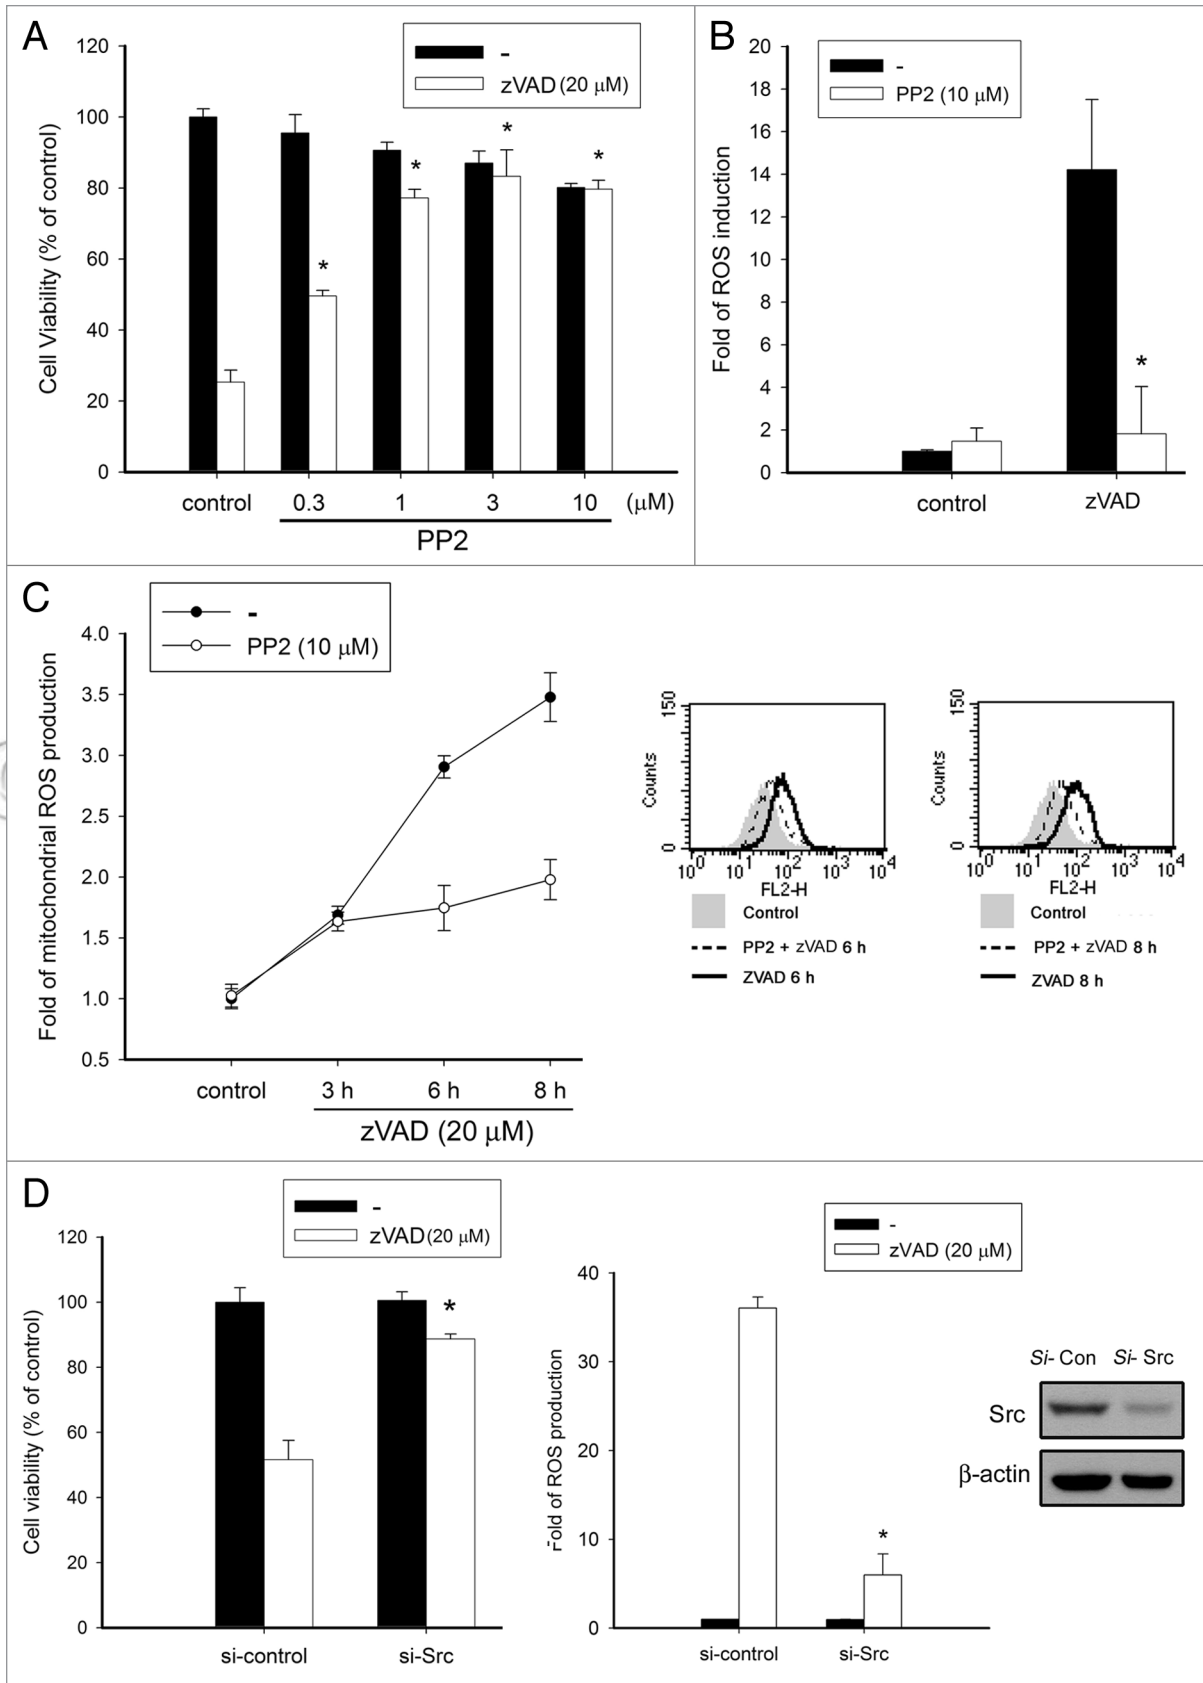 A
-
zVAD (20 μM)
Cell Viability (% of control)
120
100
80
60
40
20
0
*
*
*
*
control
0.3
1
3
10
(μM)
PP2
B
-
PP2 (10 μM)
Fold of ROS induction
20
18
16
14
12
10
8
6
4
2
0
*
control
zVAD
C
-
PP2 (10 μM)
Fold of mitochondrial ROS production
4.0
3.5
3.0
2.5
2.0
1.5
1.0
0.5
control
3 h
6 h
8 h
zVAD (20 μM)
150
Counts
0
10^0 10^1 10^2 10^3 10^4
FL2-H
Control
PP2 + zVAD 6 h
ZVAD 6 h
150
Counts
0
10^0 10^1 10^2 10^3 10^4
FL2-H
Control
PP2 + zVAD 8 h
ZVAD 8 h
D
-
zVAD (20 μM)
Cell viability (% of control)
120
100
80
60
40
20
0
*
si-control
si-Src
-
zVAD (20 μM)
Fold of ROS production
40
30
20
10
0
*
si-control
si-Src
Si- Con Si- Src
Src
β-actin